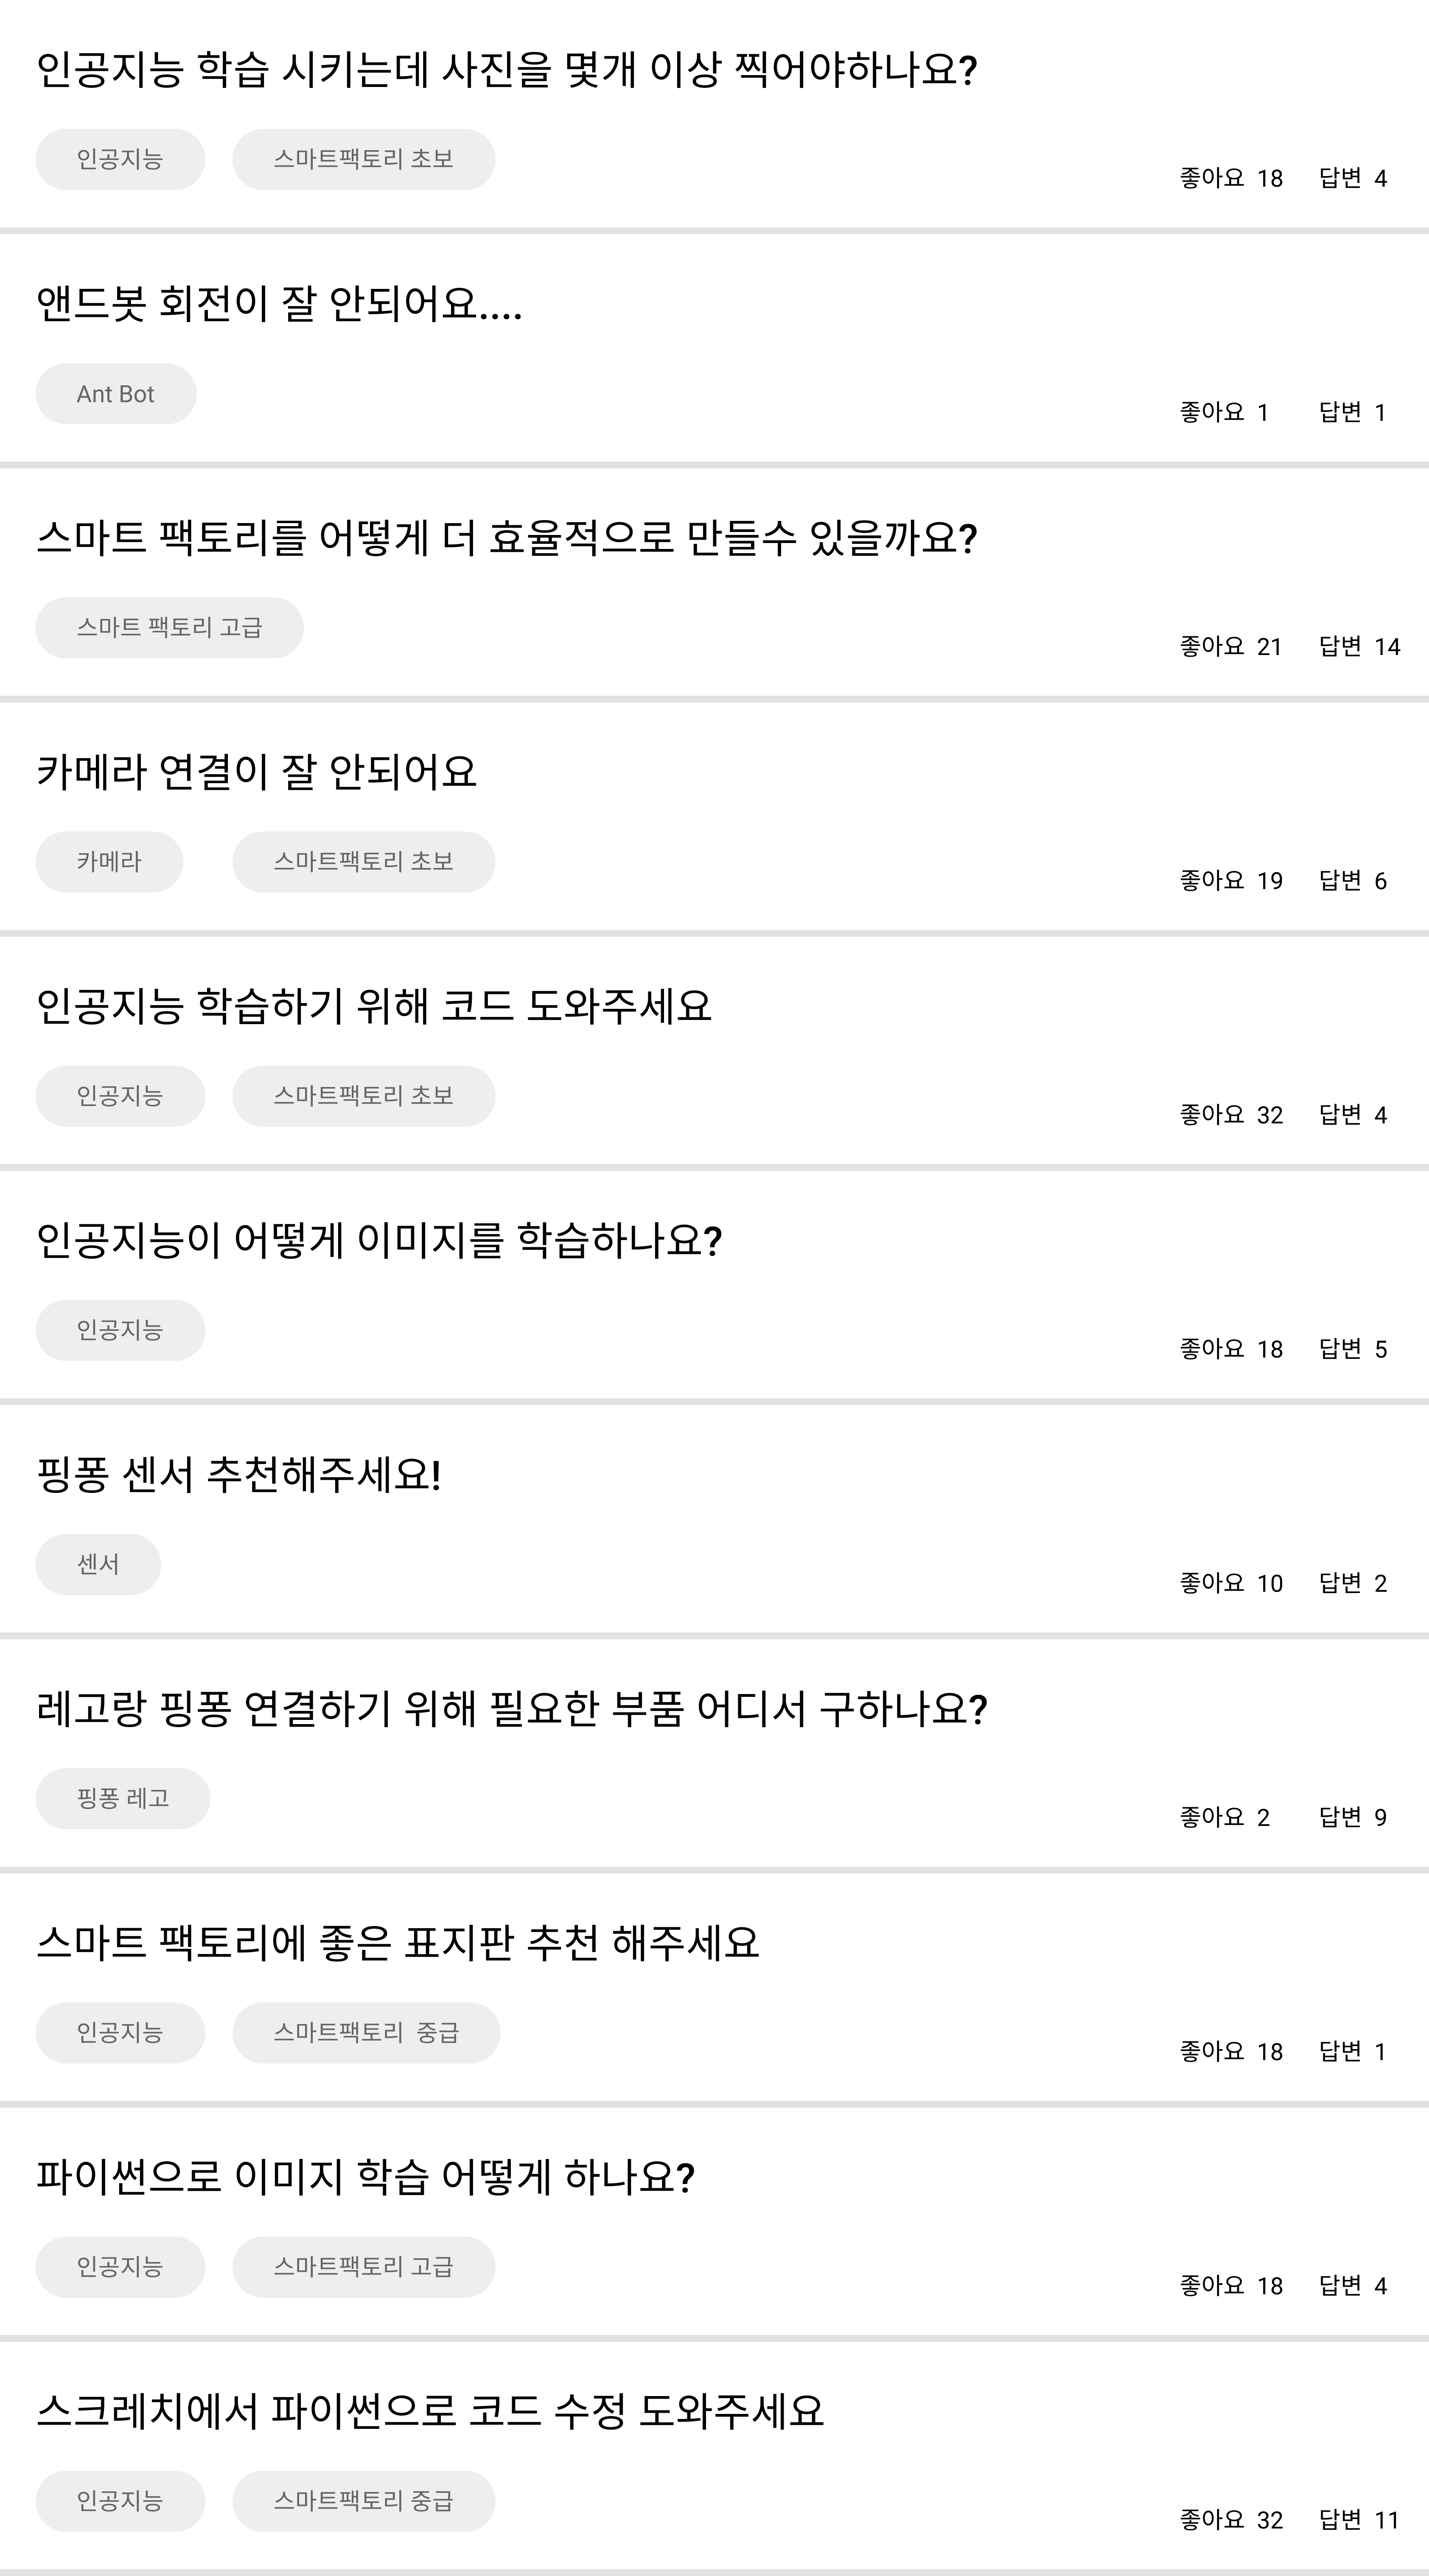 인공지능 학습 시키는데 사진을 몇개 이상 찍어야하나요?
인공지능 스마트팩토리 초보
좋아요 18 답변 4
앤드봇 회전이 잘 안되어요....
Ant Bot
좋아요 1 답변 1
스마트 팩토리를 어떻게 더 효율적으로 만들수 있을까요?
스마트 팩토리 고급
좋아요 21 답변 14
카메라 연결이 잘 안되어요
카메라 스마트팩토리 초보
좋아요 19 답변 6
인공지능 학습하기 위해 코드 도와주세요
인공지능 스마트팩토리 초보
좋아요 32 답변 4
인공지능이 어떻게 이미지를 학습하나요?
인공지능
좋아요 18 답변 5
핑퐁 센서 추천해주세요!
센서
좋아요 10 답변 2
레고랑 핑퐁 연결하기 위해 필요한 부품 어디서 구하나요?
핑퐁 레고
좋아요 2 답변 9
스마트 팩토리에 좋은 표지판 추천 해주세요
인공지능 스마트팩토리 중급
좋아요 18 답변 1
파이썬으로 이미지 학습 어떻게 하나요?
인공지능 스마트팩토리 고급
좋아요 18 답변 4
스크레치에서 파이썬으로 코드 수정 도와주세요
인공지능 스마트팩토리 중급
좋아요 32 답변 11